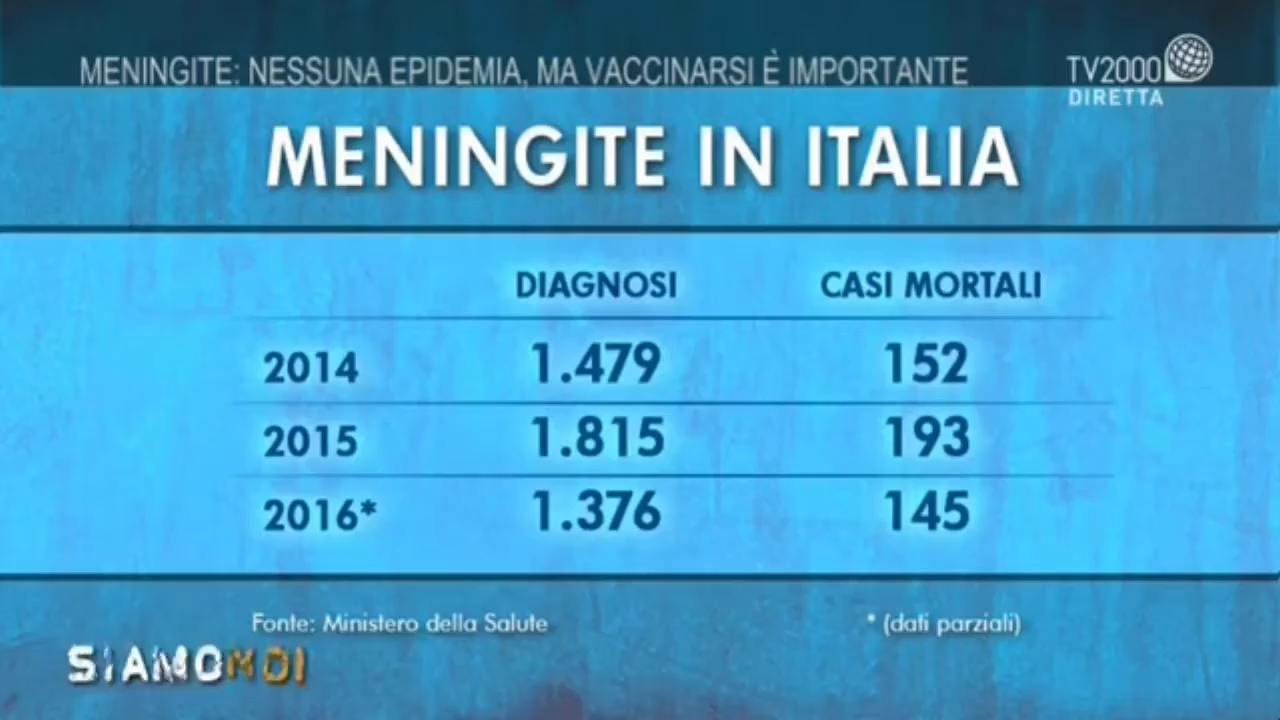 MENINGITE: NESSUNA EPIDEMIA, MA VACCINARSI È IMPORTANTE
TV2000
DIRETTA
MENINGITE IN ITALIA
DIAGNOSI CASI MORTALI
2014 1.479 152
2015 1.815 193
2016* 1.376 145
Fonte: Ministero della Salute * (dati parziali)
SIAMONOI